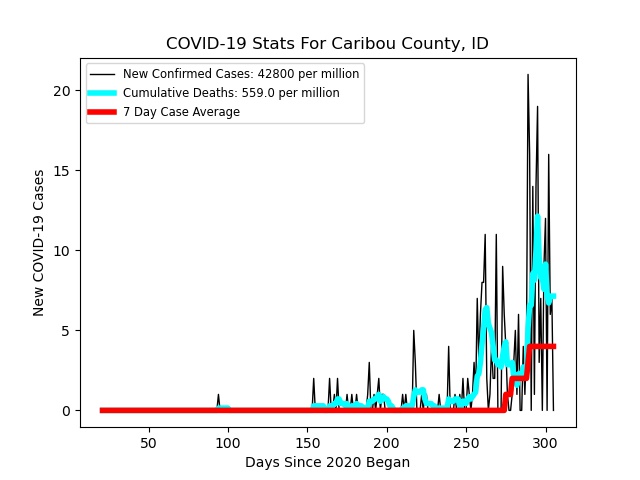 COVID-19 Stats For Caribou County, ID
New Confirmed Cases: 42800 per million
Cumulative Deaths: 559.0 per million
7 Day Case Average
20
15
10
5
0
New COVID-19 Cases
50 100 150 200 250 300
Days Since 2020 Began